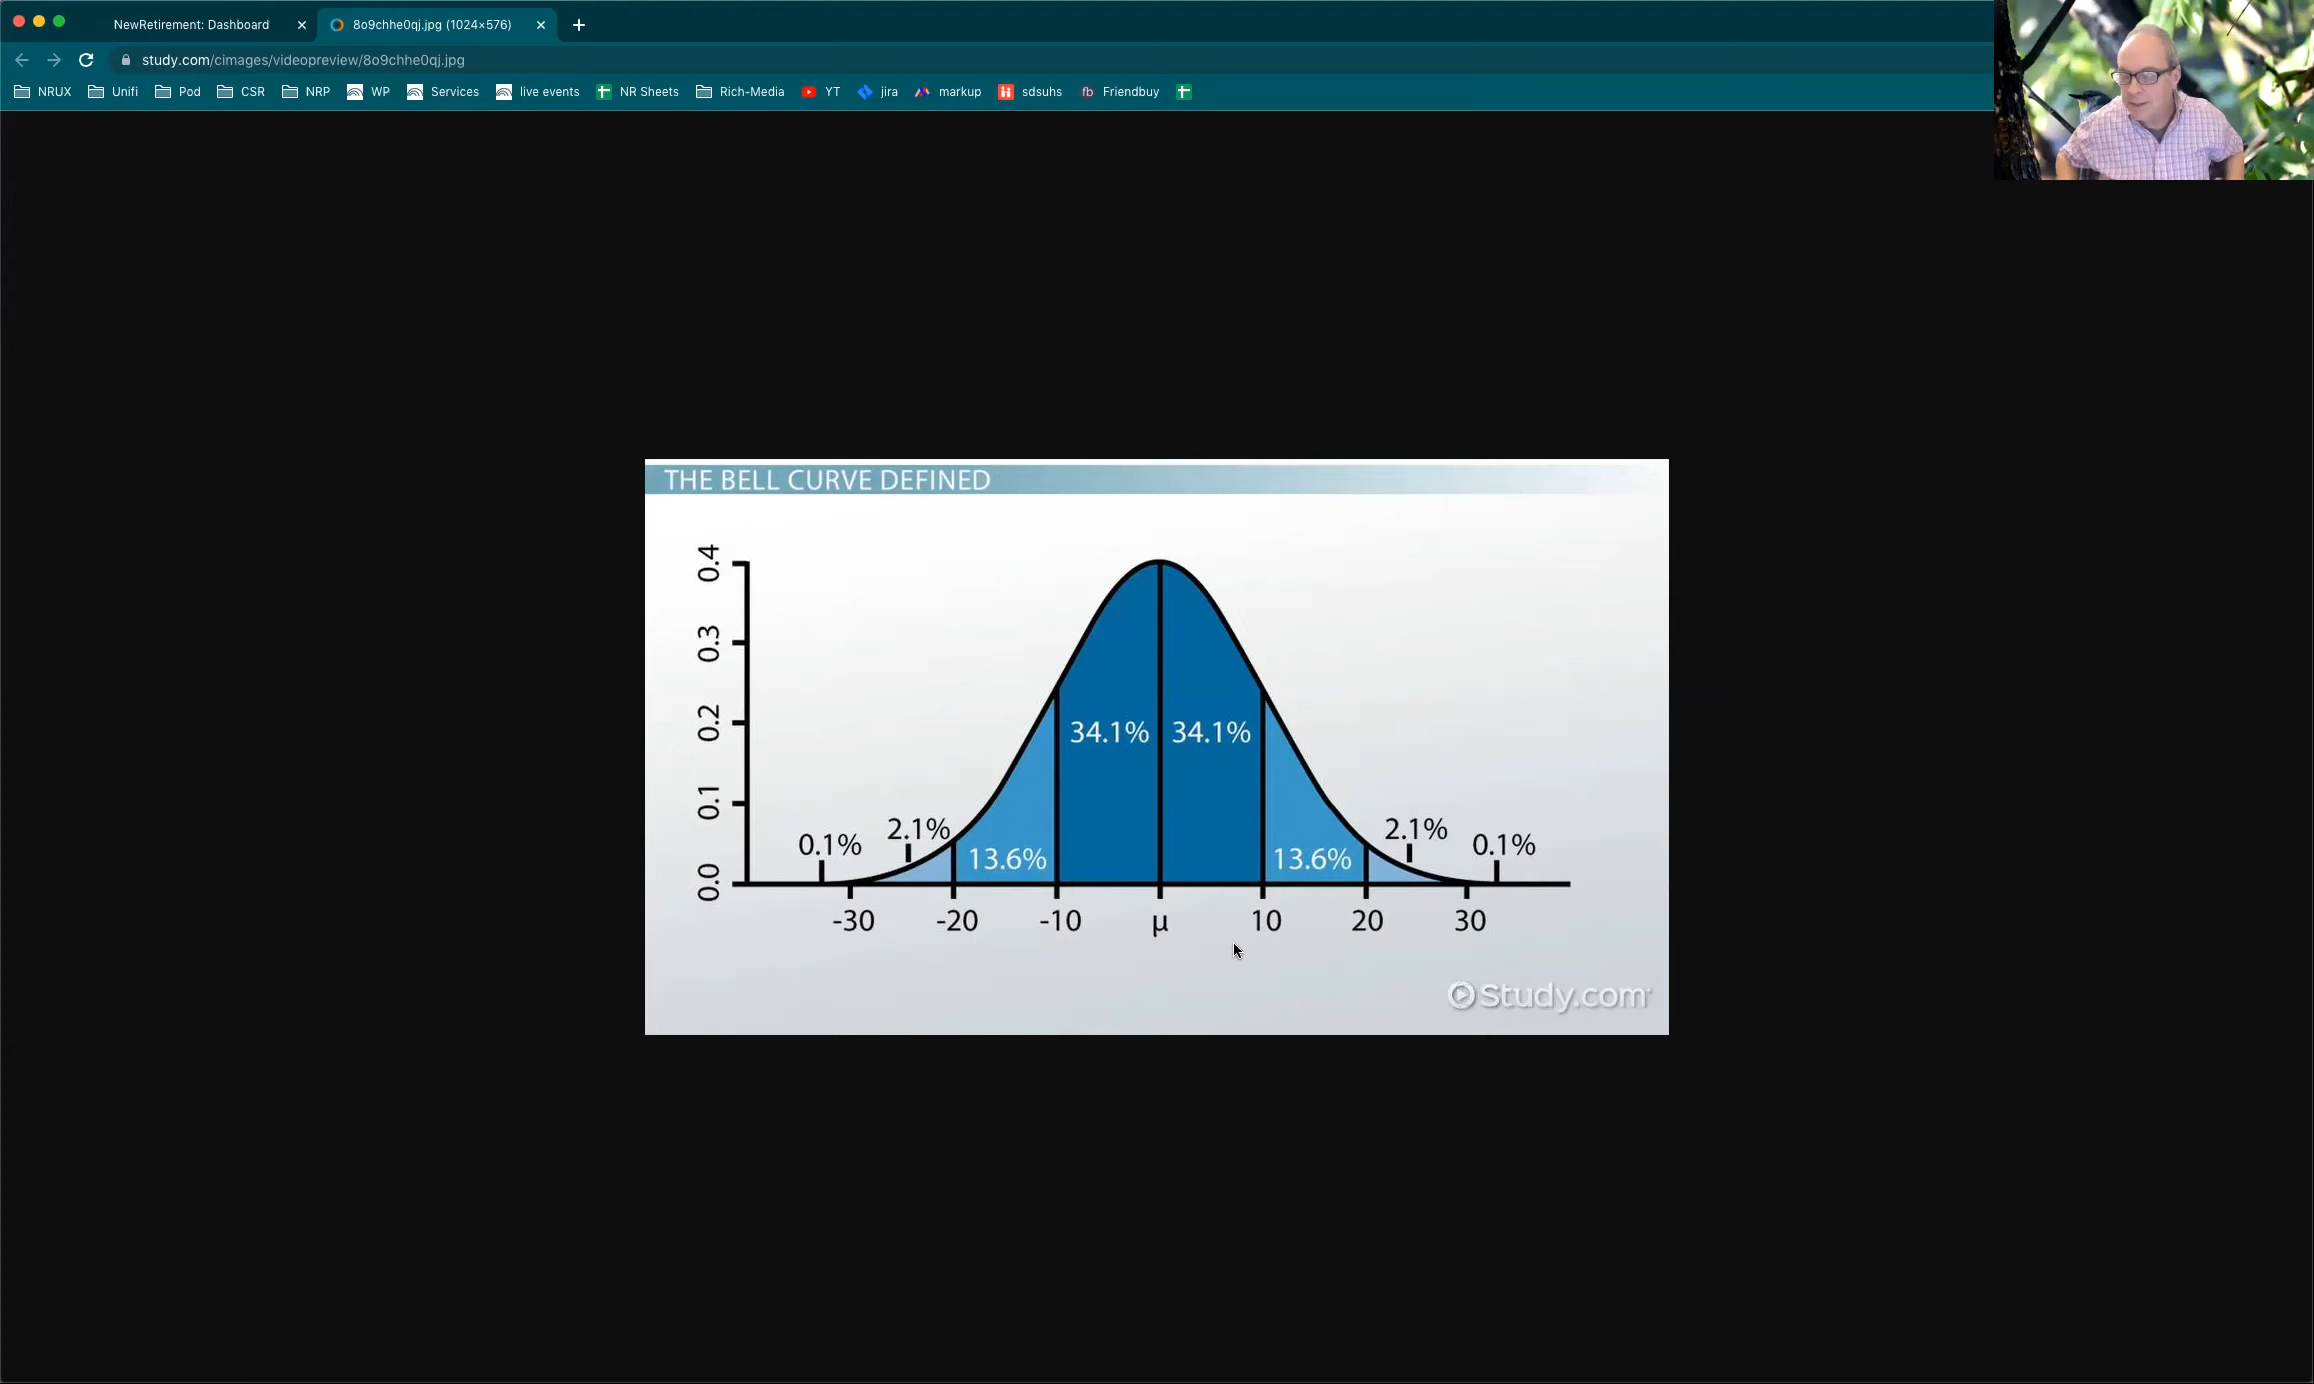 NewRetirement: Dashboard
8o9chhe0qj.jpg (1024×576)
study.com/cimages/videopreview/8o9chhe0qj.jpg
NRUX Unifi Pod CSR NRP WP Services live events NR Sheets Rich-Media YT jira markup sdsuhs fb Friendbuy
THE BELL CURVE DEFINED
0.4
0.3
0.2
0.1
0.0
34.1% 34.1%
0.1% 2.1% 13.6% 13.6% 2.1% 0.1%
-30 -20 -10 µ 10 20 30
Study.com